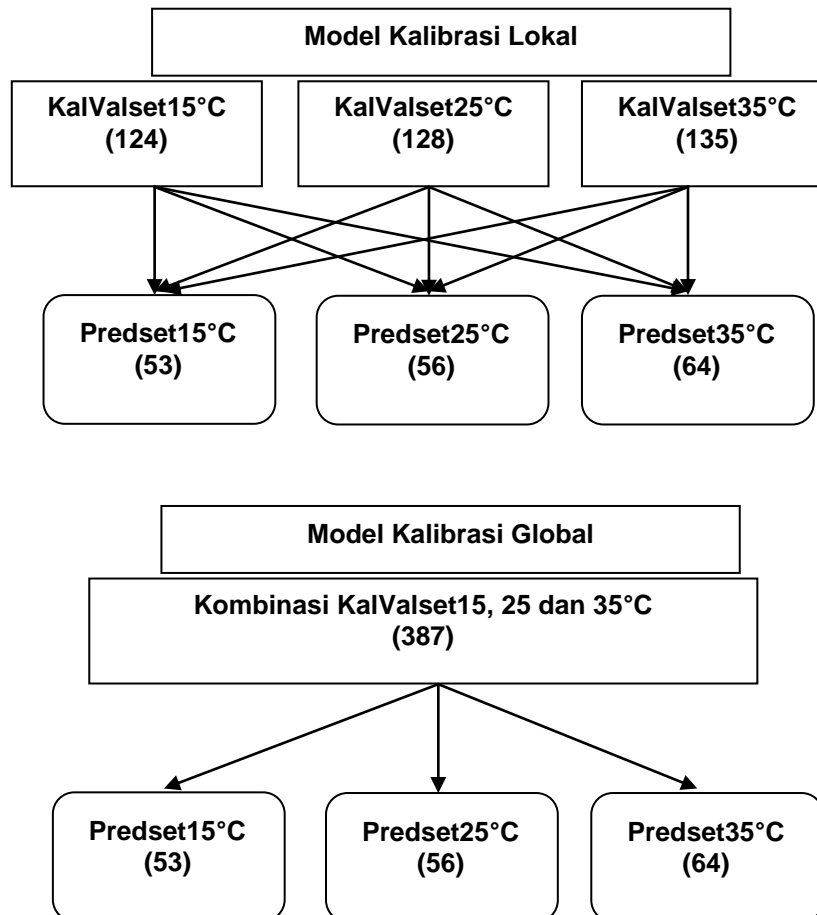 Model Kalibrasi Lokal
KalValset15°C
(124)
KalValset25°C
(128)
KalValset35°C
(135)
Predset15°C
(53)
Predset25°C
(56)
Predset35°C
(64)
Model Kalibrasi Global
Kombinasi KalValset15, 25 dan 35°C
(387)
Predset15°C
(53)
Predset25°C
(56)
Predset35°C
(64)